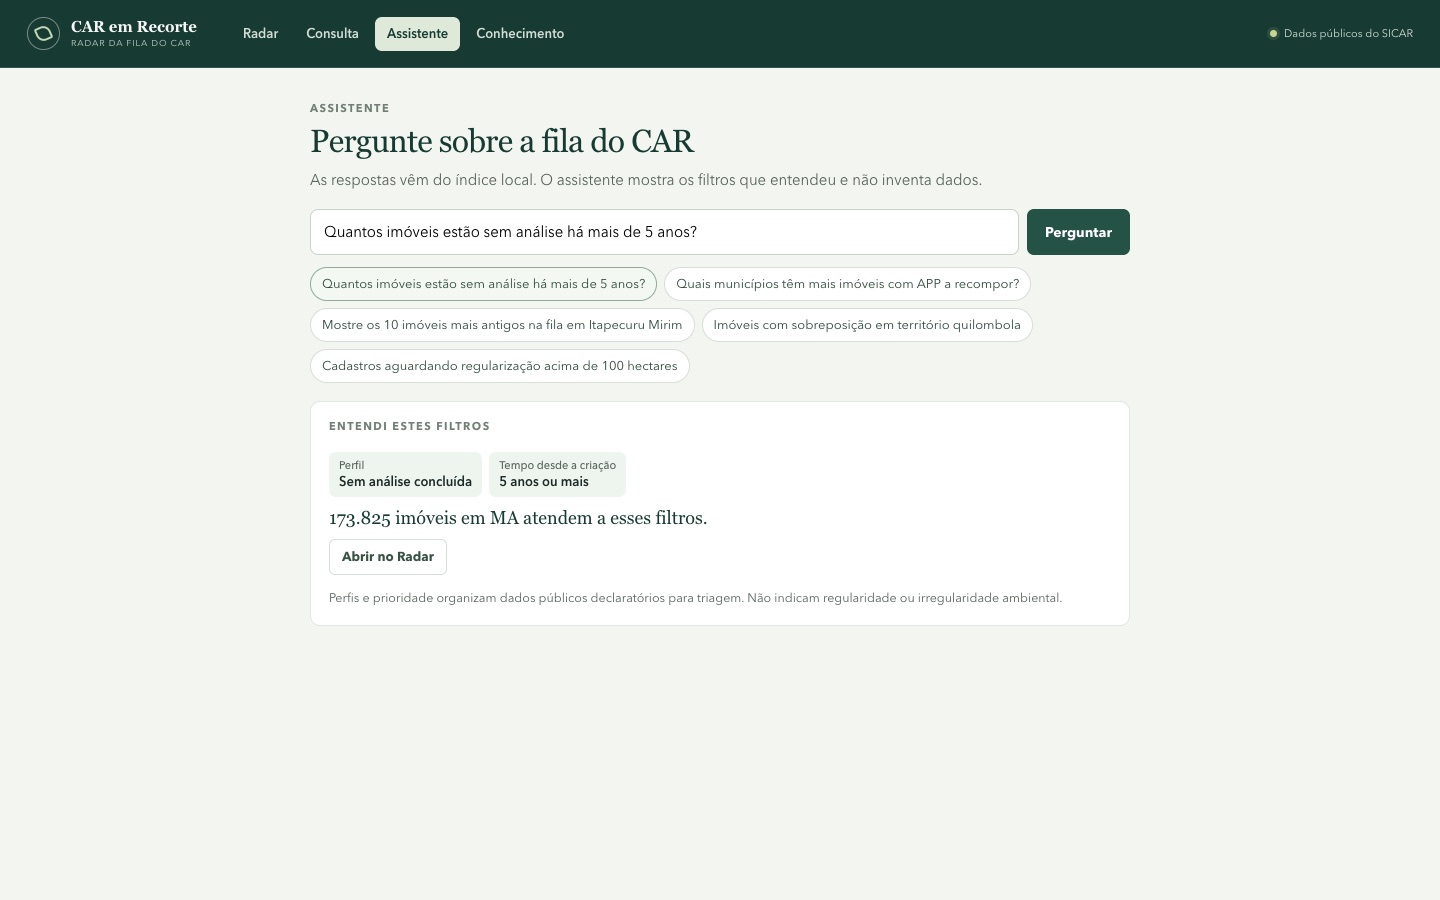 CAR em Recorte
RADAR DA FILA DO CAR
Radar
Consulta
Assistente
Conhecimento
Dados públicos do SICAR
ASSISTENTE
Pergunte sobre a fila do CAR
As respostas vêm do índice local. O assistente mostra os filtros que entendeu e não inventa dados.
Quantos imóveis estão sem análise há mais de 5 anos?
Perguntar
Quantos imóveis estão sem análise há mais de 5 anos?
Quais municípios têm mais imóveis com APP a recompor?
Mostre os 10 imóveis mais antigos na fila em Itapecuru Mirim
Imóveis com sobreposição em território quilombola
Cadastros aguardando regularização acima de 100 hectares
ENTENDI ESTES FILTROS
Perfil
Sem análise concluída
Tempo desde a criação
5 anos ou mais
173.825 imóveis em MA atendem a esses filtros.
Abrir no Radar
Perfis e prioridade organizam dados públicos declaratórios para triagem. Não indicam regularidade ou irregularidade ambiental.